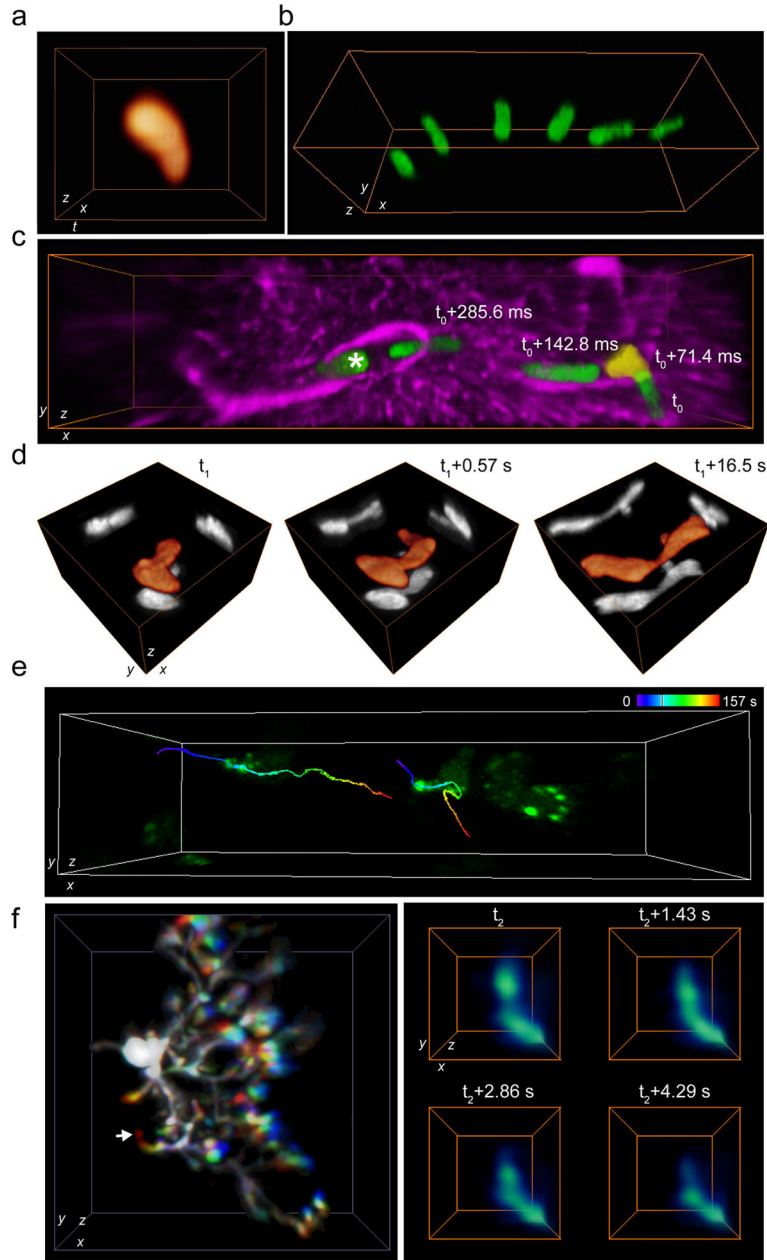 a
z
x
t
b
y
z
x
c
t0+285.6 ms
*
t0+142.8 ms
t0+71.4 ms
t0
y
z
x
d
t1
t1+0.57 s
t1+16.5 s
z
y
x
e
0
157 s
y
z
x
f
y
z
x
t2
t2+1.43 s
y
z
x
t2+2.86 s
t2+4.29 s